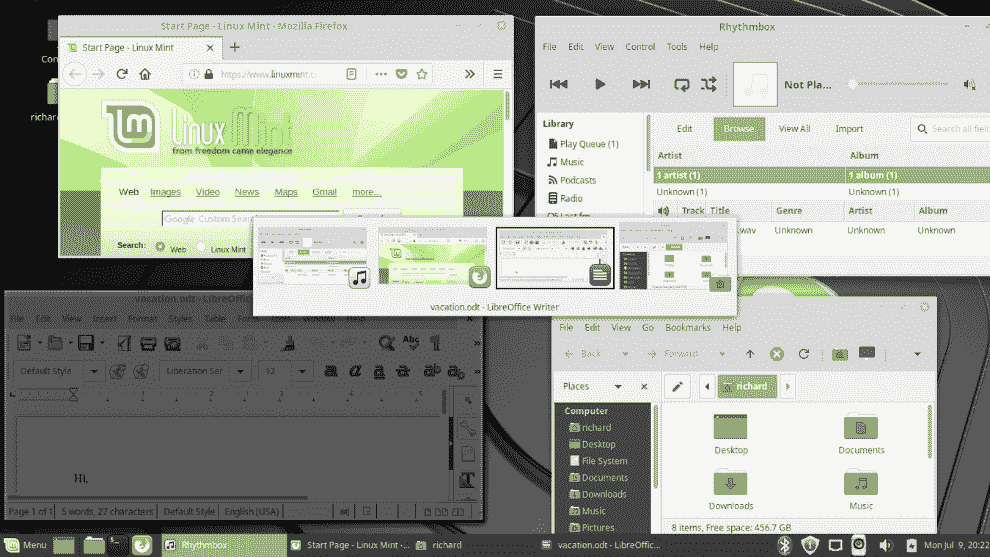 Start Page - Linux Mint - Mozilla Firefox
Start Page - Linux Mint
https://www.linuxmint.c
Linux Mint
from freedom came elegance
Web Images Video News Maps Gmail more...
Google Custom Sear
Search: Web Linux Mint
Con
richar
Rhythmbox
File Edit View Control Tools Help
Not Pla...
Library
Play Queue (1)
Music
Podcasts
Radio
Last.fm
Edit Browse View All Import Search all field
Artist Album
1 artist (1) 1 album (1)
Unknown (1) Unknown (1)
Track Title Genre Artist Album
.wav Unknown Unknown Unknown
vacation.odt - LibreOffice Writer
vacation.odt - LibreOffic
File Edit View Insert Format Styles Table
Default Style Liberation Ser 12
Abc
Hi,
Page 1 of 1 5 words, 27 characters Default Style English (USA)
File Edit View Go Bookmarks Help
Back Forward
Places richard
Computer
richard
Desktop
File System
Documents
Downloads
Music
Pictures
Desktop Documents
Downloads Music
8 items, Free space: 456.7 GB
Menu Rhythmbox Start Page - Linux Mint -... richard vacation.odt - LibreOffic... Mon Jul 9, 20:22